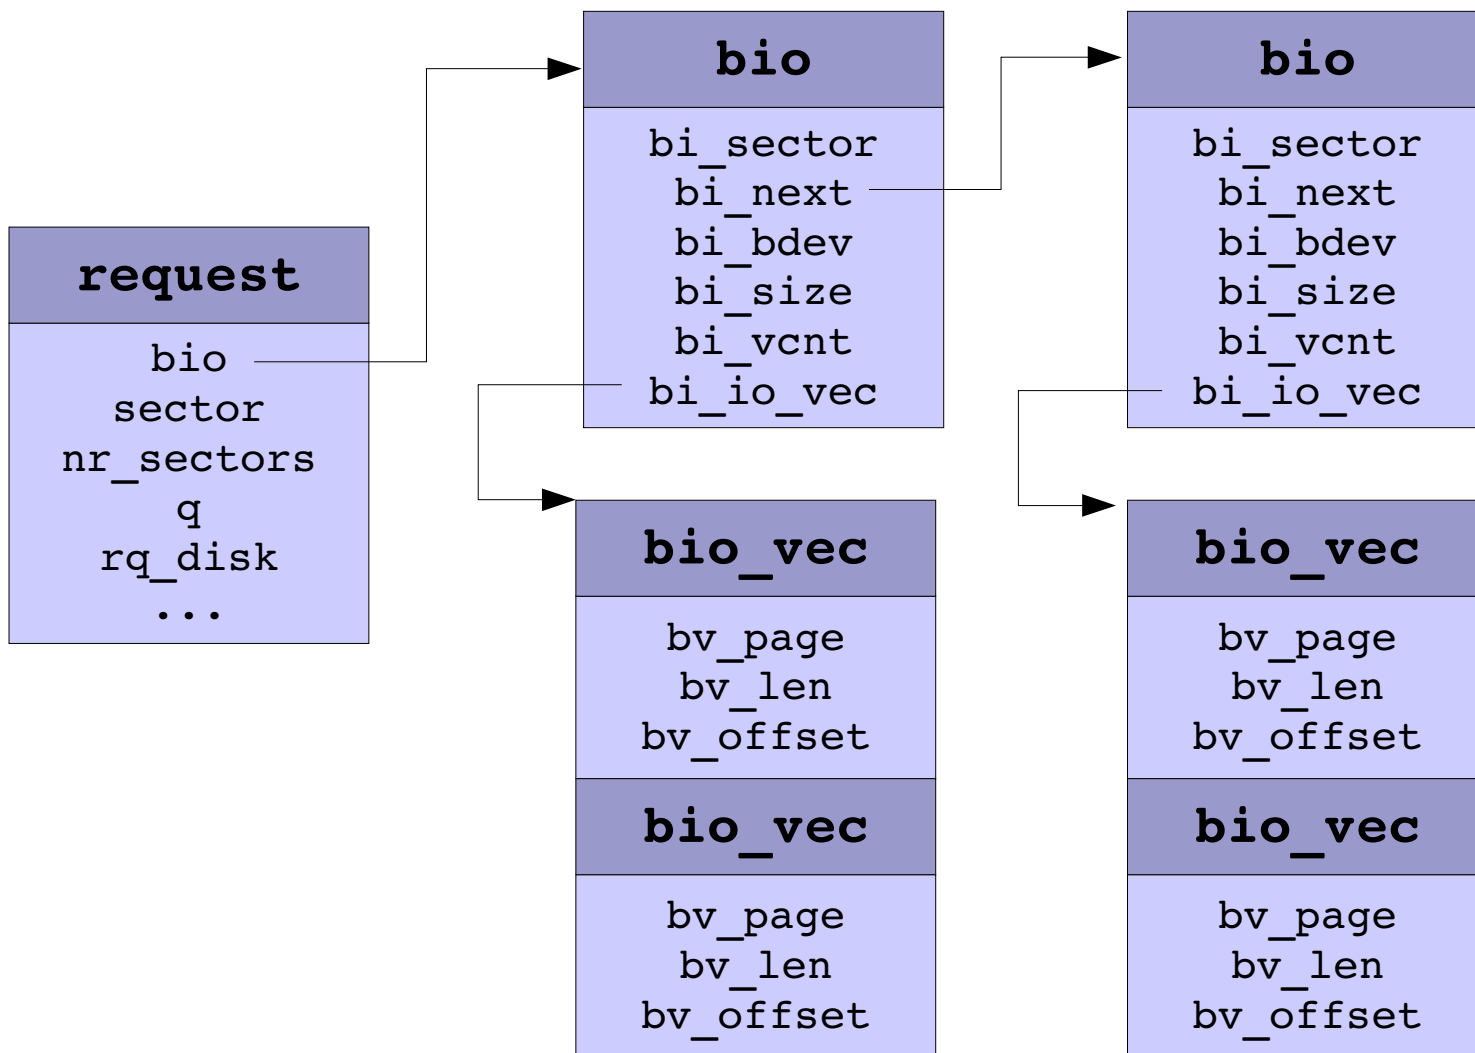 request
bio
sector
nr_sectors
q
rq_disk
...
bio
bi_sector
bi_next
bi_bdev
bi_size
bi_vcnt
bi_io_vec
bio
bi_sector
bi_next
bi_bdev
bi_size
bi_vcnt
bi_io_vec
bio_vec
bv_page
bv_len
bv_offset
bio_vec
bv_page
bv_len
bv_offset
bio_vec
bv_page
bv_len
bv_offset
bio_vec
bv_page
bv_len
bv_offset